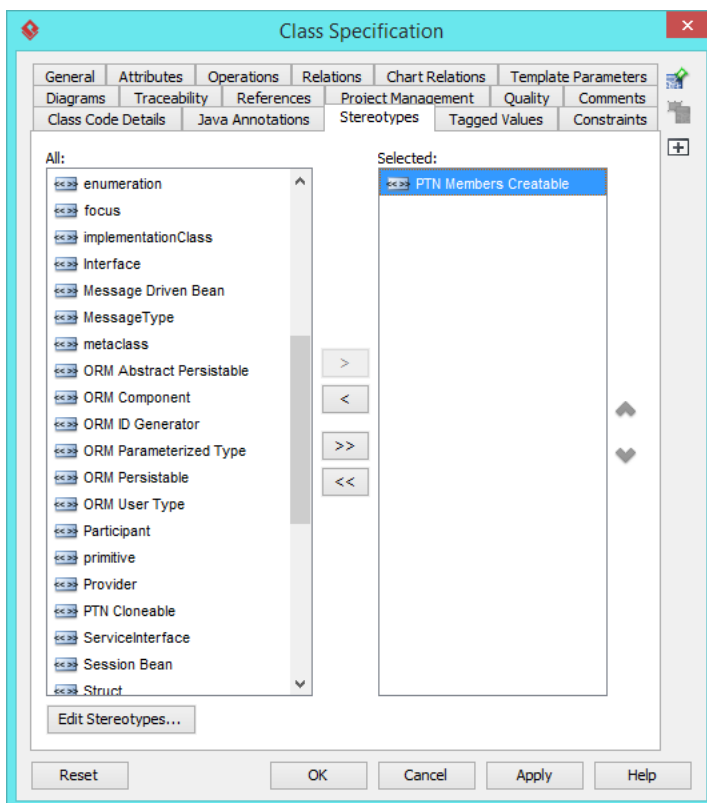 Class Specification
General Attributes Operations Relations Chart Relations Template Parameters
Diagrams Traceability References Project Management Quality Comments
Class Code Details Java Annotations Stereotypes Tagged Values Constraints
All:
<<>> enumeration
<<>> focus
<<>> implementationClass
<<>> Interface
<<>> Message Driven Bean
<<>> MessageType
<<>> metaclass
<<>> ORM Abstract Persistable
<<>> ORM Component
<<>> ORM ID Generator
<<>> ORM Parameterized Type
<<>> ORM Persistable
<<>> ORM User Type
<<>> Participant
<<>> primitive
<<>> Provider
<<>> PTN Cloneable
<<>> ServiceInterface
<<>> Session Bean
<<>> Struct
>
<
>>
<<
Selected:
<<>> PTN Members Creatable
Edit Stereotypes...
Reset OK Cancel Apply Help